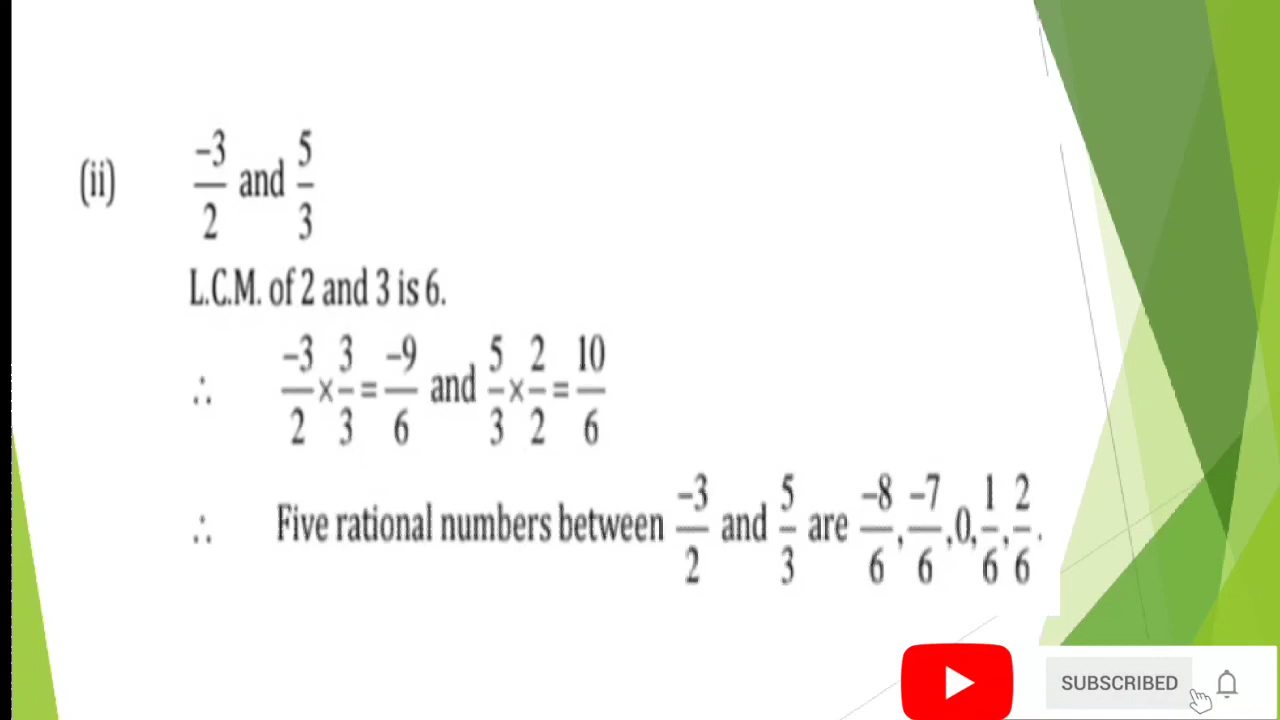 (ii) -3/2 and 5/3
L.C.M. of 2 and 3 is 6.
∴ -3/2 × 3/3 = -9/6 and 5/3 × 2/2 = 10/6
∴ Five rational numbers between -3/2 and 5/3 are -8/6, -7/6, 0, 1/6, 2/6.
SUBSCRIBED